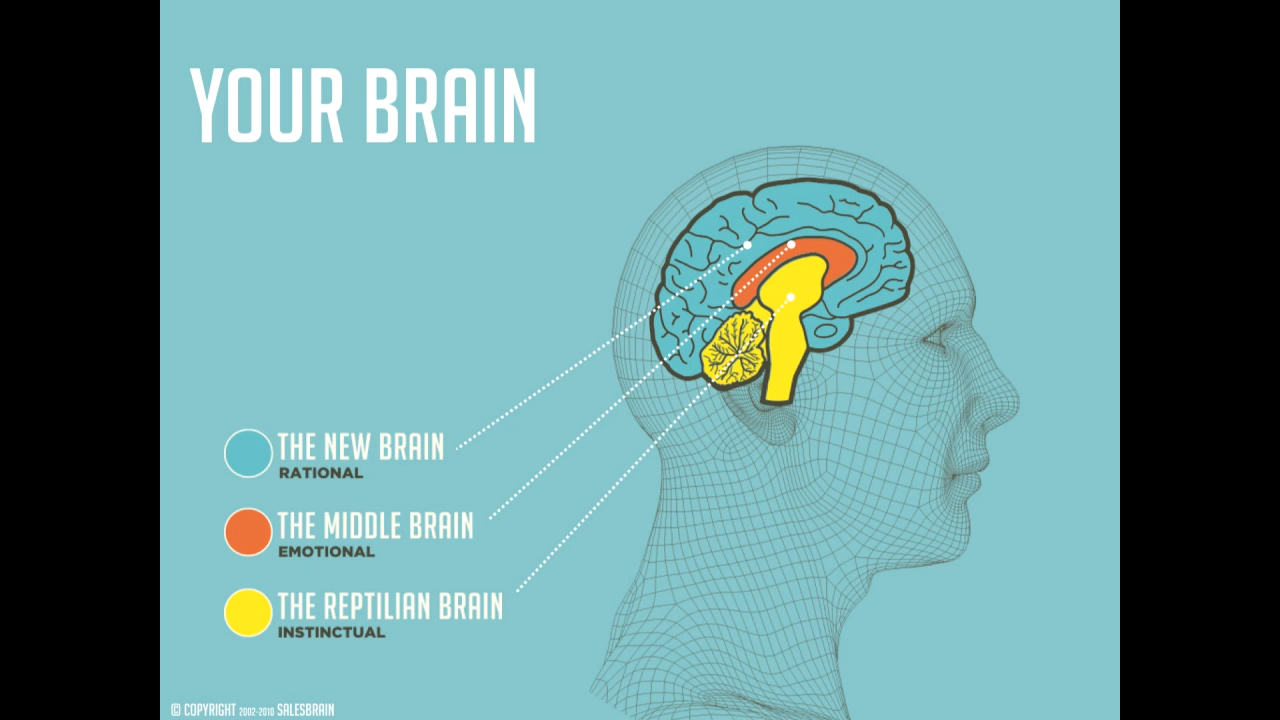 YOUR BRAIN
THE NEW BRAIN
RATIONAL
THE MIDDLE BRAIN
EMOTIONAL
THE REPTILIAN BRAIN
INSTINCTUAL
© COPYRIGHT 2002-2010 SALESBRAIN